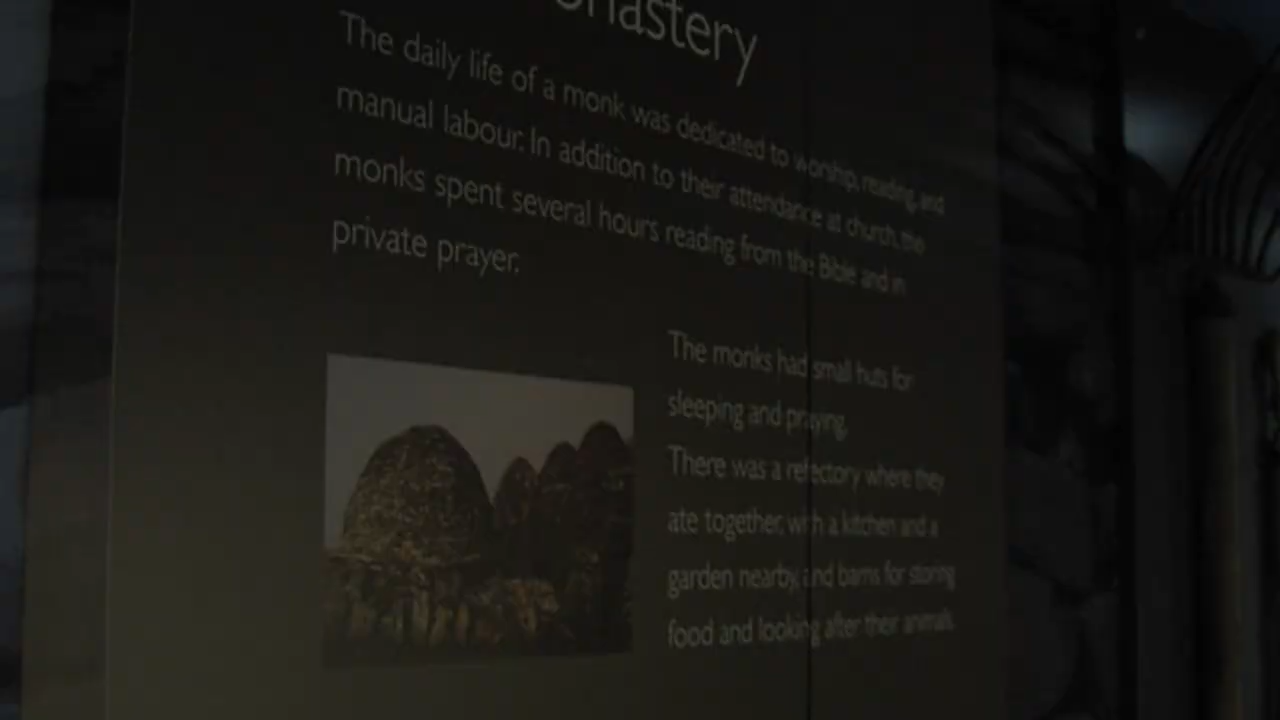 onastery
The daily life of a monk was dedicated to worship, reading, and
manual labour. In addition to their attendance at church, the
monks spent several hours reading from the Bible and in
private prayer.
The monks had small huts for
sleeping and praying.
There was a refectory where they
ate together, with a kitchen and a
garden nearby, and barns for storing
food and looking after their animals.